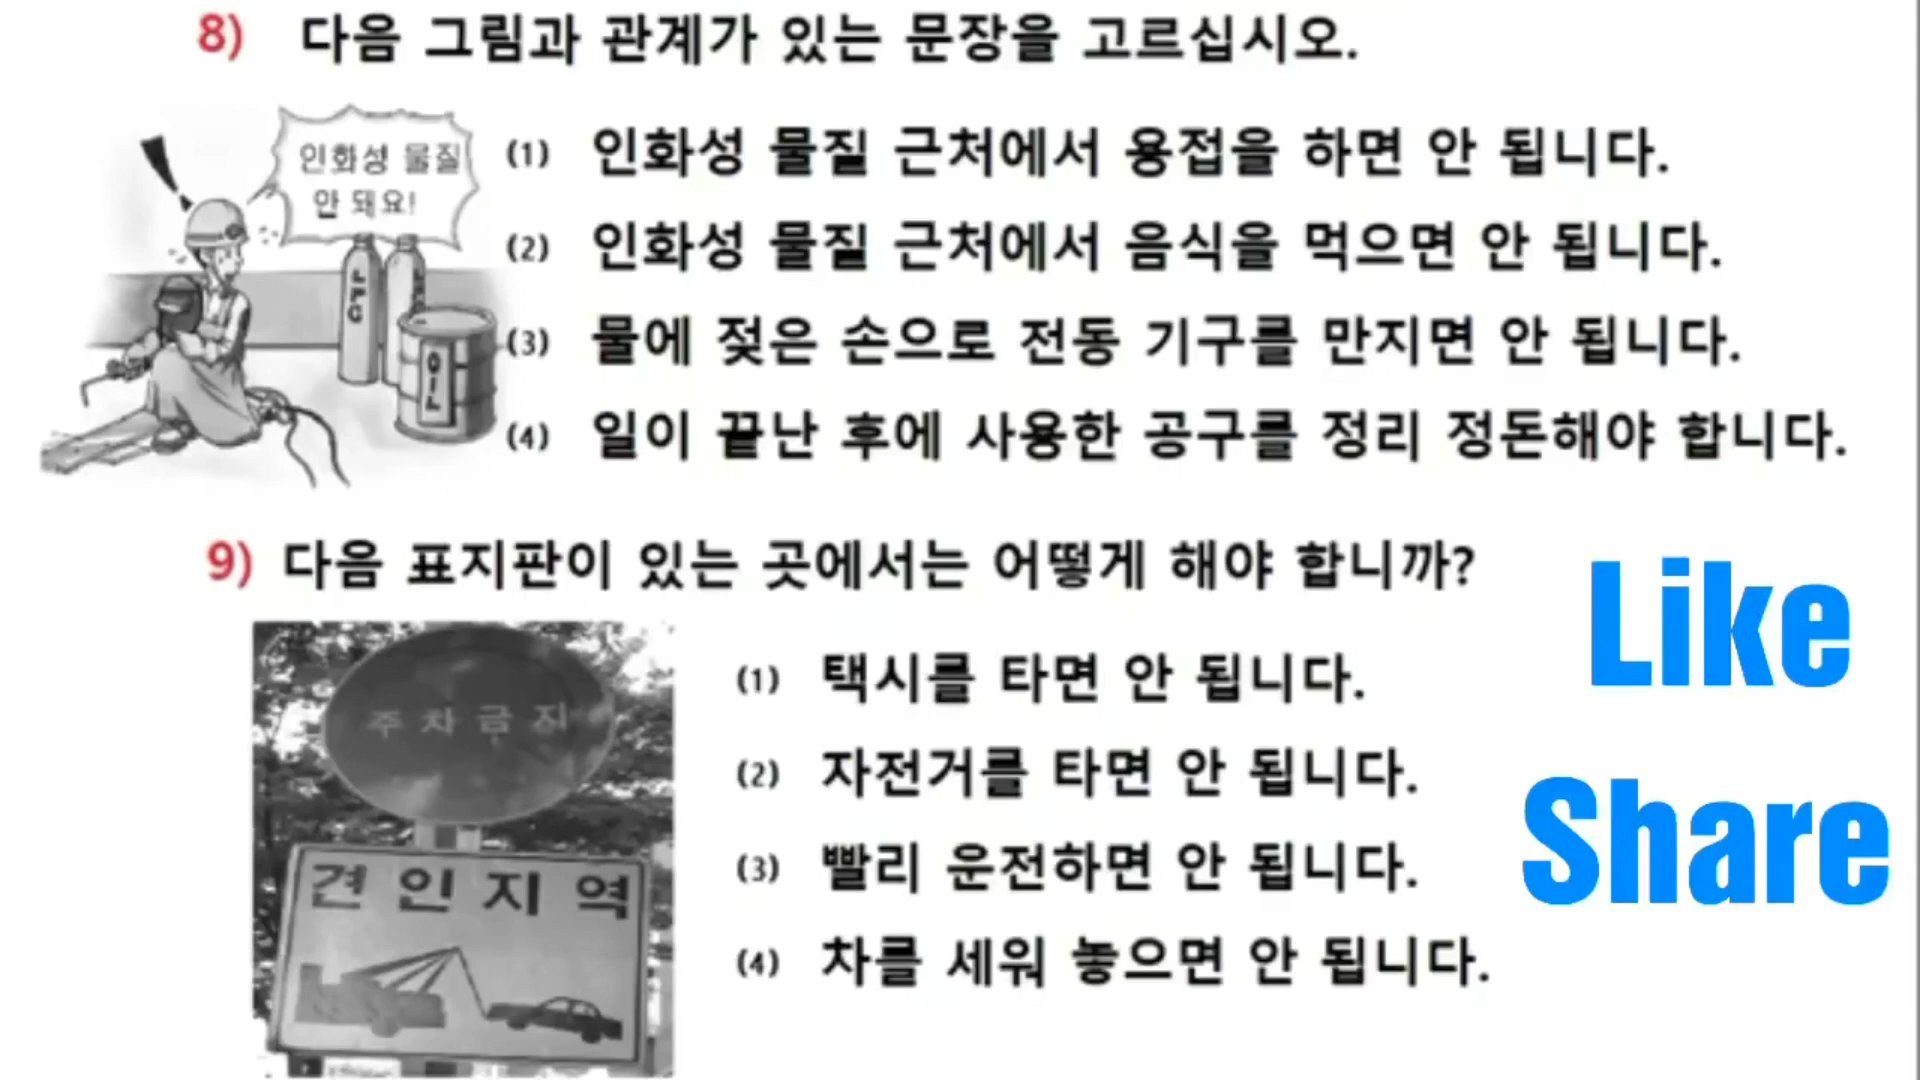 8) 다음 그림과 관계가 있는 문장을 고르십시오.
인화성 물질
안 돼요!
LPG
OIL
(1) 인화성 물질 근처에서 용접을 하면 안 됩니다.
(2) 인화성 물질 근처에서 음식을 먹으면 안 됩니다.
(3) 물에 젖은 손으로 전동 기구를 만지면 안 됩니다.
(4) 일이 끝난 후에 사용한 공구를 정리 정돈해야 합니다.
9) 다음 표지판이 있는 곳에서는 어떻게 해야 합니까?
주차금지
견인지역
(1) 택시를 타면 안 됩니다.
(2) 자전거를 타면 안 됩니다.
(3) 빨리 운전하면 안 됩니다.
(4) 차를 세워 놓으면 안 됩니다.
Like
Share